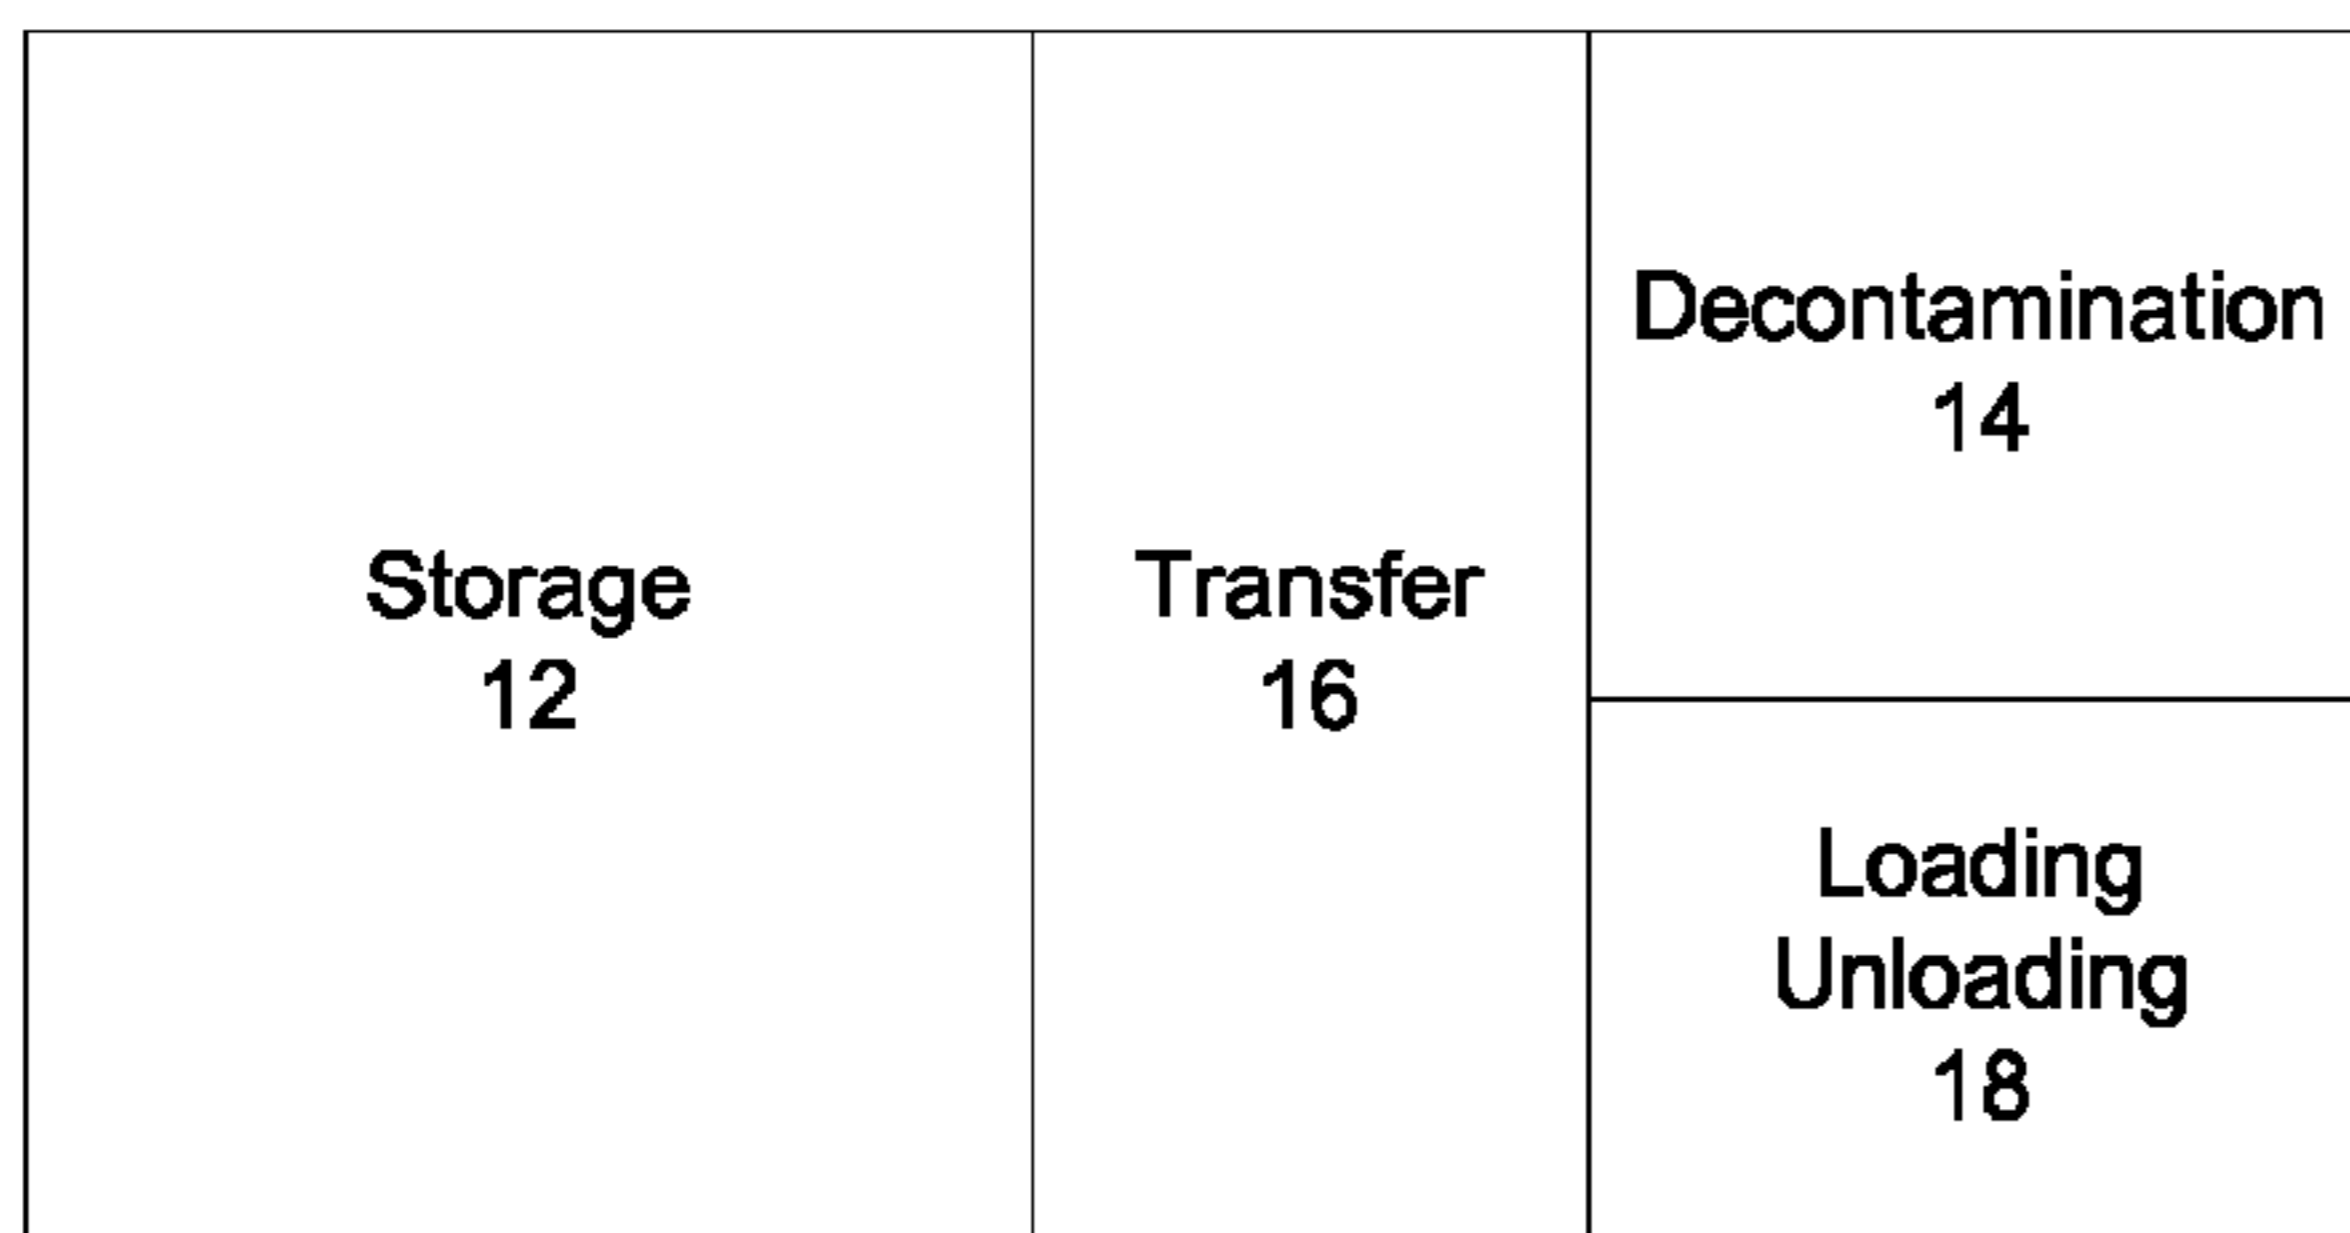 Storage
12
Transfer
16
Decontamination
14
Loading
Unloading
18